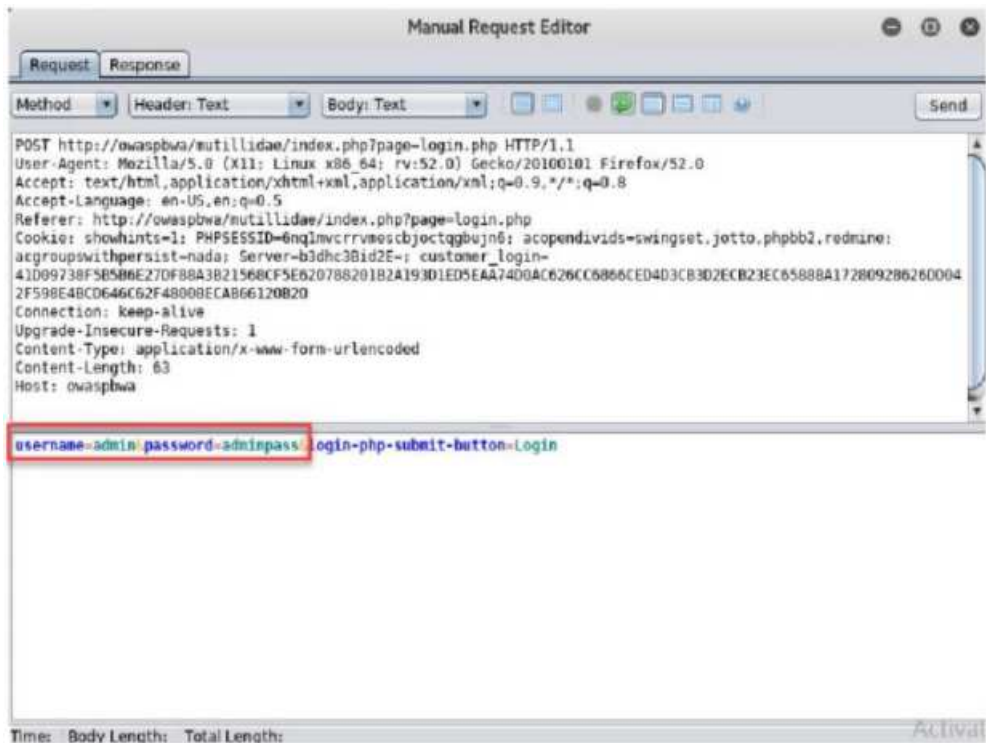 Manual Request Editor
Request Response
Method Header: Text Body: Text Send
POST http://owaspbwa/mutillidae/index.php?page=login.php HTTP/1.1
User-Agent: Mozilla/5.0 (X11; Linux x86_64; rv:52.0) Gecko/20100101 Firefox/52.0
Accept: text/html,application/xhtml+xml,application/xml;q=0.9,*/*;q=0.8
Accept-Language: en-US,en;q=0.5
Referer: http://owaspbwa/mutillidae/index.php?page=login.php
Cookie: showhints=1; PHPSESSID=6nq1mvcrrvmescbjoctqgbujn6; acopendivids=swingset,jotto,phpbb2,redmine;
acgroupswithpersist=nada; Server=b3dhc3Bid2E=; customer_login=
Connection: keep-alive
Upgrade-Insecure-Requests: 1
Content-Type: application/x-www-form-urlencoded
Content-Length: 63
Host: owaspbwa
username=admin&password=adminpass&login-php-submit-button=Login
Time: Body Length: Total Length:
Activat